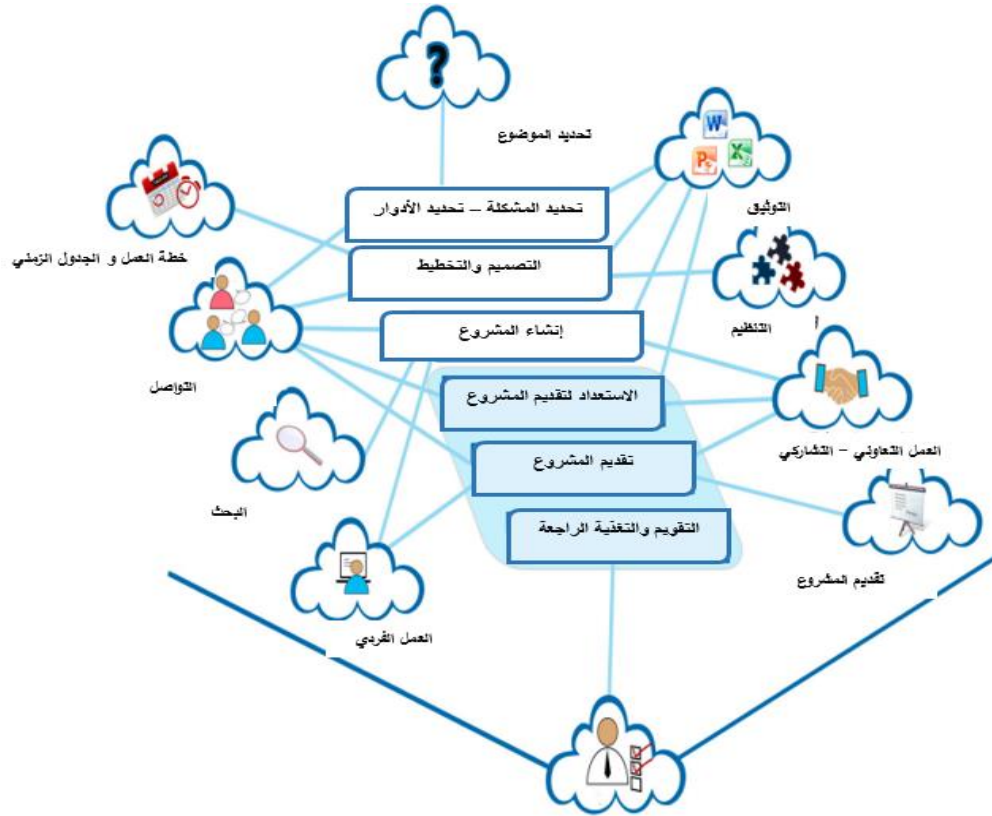 ?
تحديد الموضوع
W
P
X
التوثيق
تحديد المشكلة – تحديد الأدوار
خطة العمل و الجدول الزمني
التصميم والتخطيط
التنظيم
إنشاء المشروع
التواصل
الاستعداد لتقديم المشروع
العمل التعاوني – التشاركي
تقديم المشروع
البحث
التقويم والتغذية الراجعة
تقديم المشروع
العمل الفردي